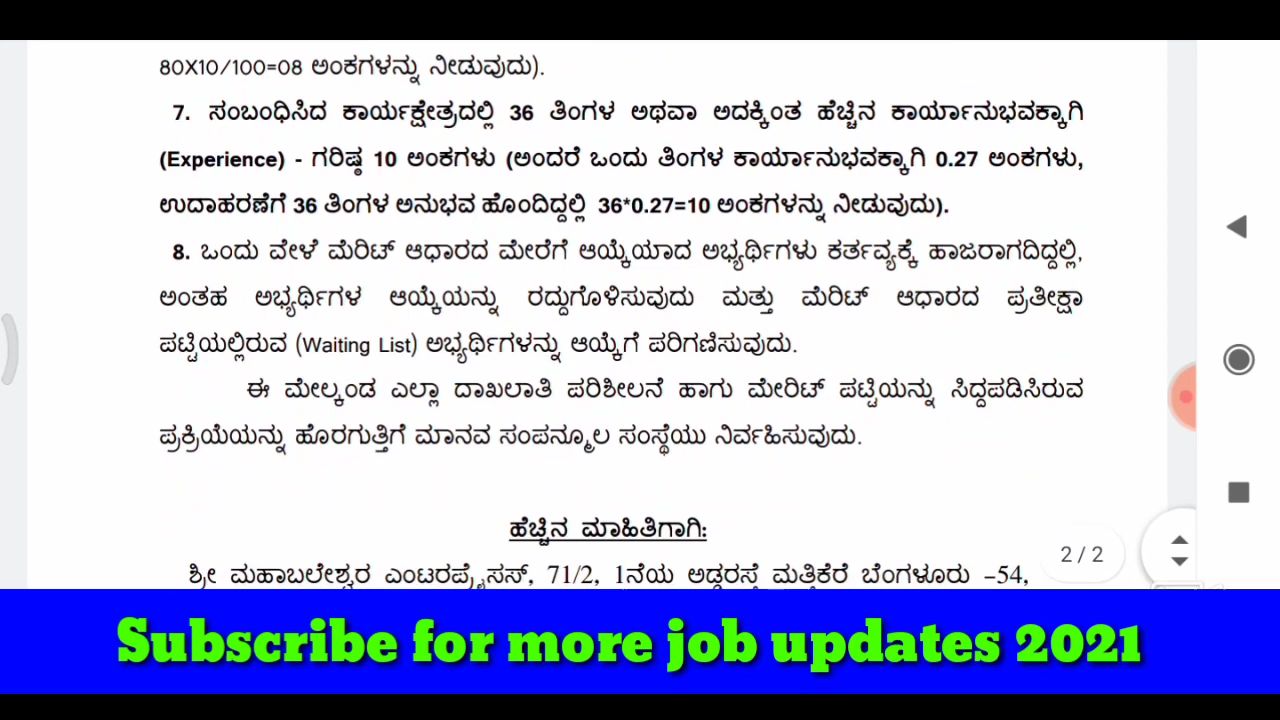 80X10/100=08 ಅಂಕಗಳನ್ನು ನೀಡುವುದು).
7. ಸಂಬಂಧಿಸಿದ ಕಾರ್ಯಕ್ಷೇತ್ರದಲ್ಲಿ 36 ತಿಂಗಳ ಅಥವಾ ಅದಕ್ಕಿಂತ ಹೆಚ್ಚಿನ ಕಾರ್ಯಾನುಭವಕ್ಕಾಗಿ
(Experience) - ಗರಿಷ್ಠ 10 ಅಂಕಗಳು (ಅಂದರೆ ಒಂದು ತಿಂಗಳ ಕಾರ್ಯಾನುಭವಕ್ಕಾಗಿ 0.27 ಅಂಕಗಳು,
ಉದಾಹರಣೆಗೆ 36 ತಿಂಗಳ ಅನುಭವ ಹೊಂದಿದ್ದಲ್ಲಿ 36*0.27=10 ಅಂಕಗಳನ್ನು ನೀಡುವುದು).
8. ಒಂದು ವೇಳೆ ಮೆರಿಟ್ ಆಧಾರದ ಮೇರೆಗೆ ಆಯ್ಕೆಯಾದ ಅಭ್ಯರ್ಥಿಗಳು ಕರ್ತವ್ಯಕ್ಕೆ ಹಾಜರಾಗದಿದ್ದಲ್ಲಿ,
ಅಂತಹ ಅಭ್ಯರ್ಥಿಗಳ ಆಯ್ಕೆಯನ್ನು ರದ್ದುಗೊಳಿಸುವುದು ಮತ್ತು ಮೆರಿಟ್ ಆಧಾರದ ಪ್ರತೀಕ್ಷಾ
ಪಟ್ಟಿಯಲ್ಲಿರುವ (Waiting List) ಅಭ್ಯರ್ಥಿಗಳನ್ನು ಆಯ್ಕೆಗೆ ಪರಿಗಣಿಸುವುದು.
ಈ ಮೇಲ್ಕಂಡ ಎಲ್ಲಾ ದಾಖಲಾತಿ ಪರಿಶೀಲನೆ ಹಾಗು ಮೇರಿಟ್ ಪಟ್ಟಿಯನ್ನು ಸಿದ್ದಪಡಿಸಿರುವ
ಪ್ರಕ್ರಿಯೆಯನ್ನು ಹೊರಗುತ್ತಿಗೆ ಮಾನವ ಸಂಪನ್ಮೂಲ ಸಂಸ್ಥೆಯು ನಿರ್ವಹಿಸುವುದು.
ಹೆಚ್ಚಿನ ಮಾಹಿತಿಗಾಗಿ:
2/2
ಶ್ರೀ ಮಹಾಬಲೇಶ್ವರ ಎಂಟರಪ್ರೈಸಸ್, 71/2, 1ನೆಯ ಅಡ್ಡರಸ್ತೆ ಮತ್ತಿಕೆರೆ ಬೆಂಗಳೂರು –54,
Subscribe for more job updates 2021